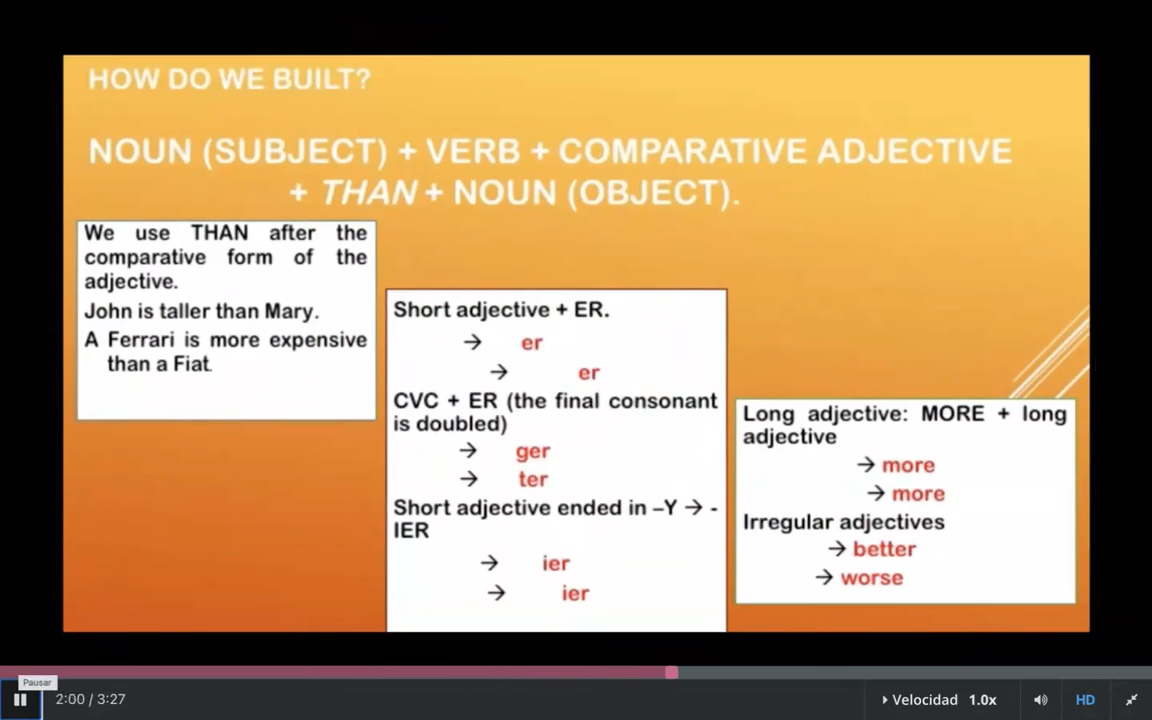 HOW DO WE BUILT?
NOUN (SUBJECT) + VERB + COMPARATIVE ADJECTIVE
+ THAN + NOUN (OBJECT).
We use THAN after the
comparative form of the
adjective.
John is taller than Mary.
A Ferrari is more expensive
than a Fiat.
Short adjective + ER.
→ er
→ er
CVC + ER (the final consonant
is doubled)
→ ger
→ ter
Short adjective ended in –Y → -
IER
→ ier
→ ier
Long adjective: MORE + long
adjective
→ more
→ more
Irregular adjectives
→ better
→ worse
Pausar
2:00 / 3:27
Velocidad 1.0x
HD